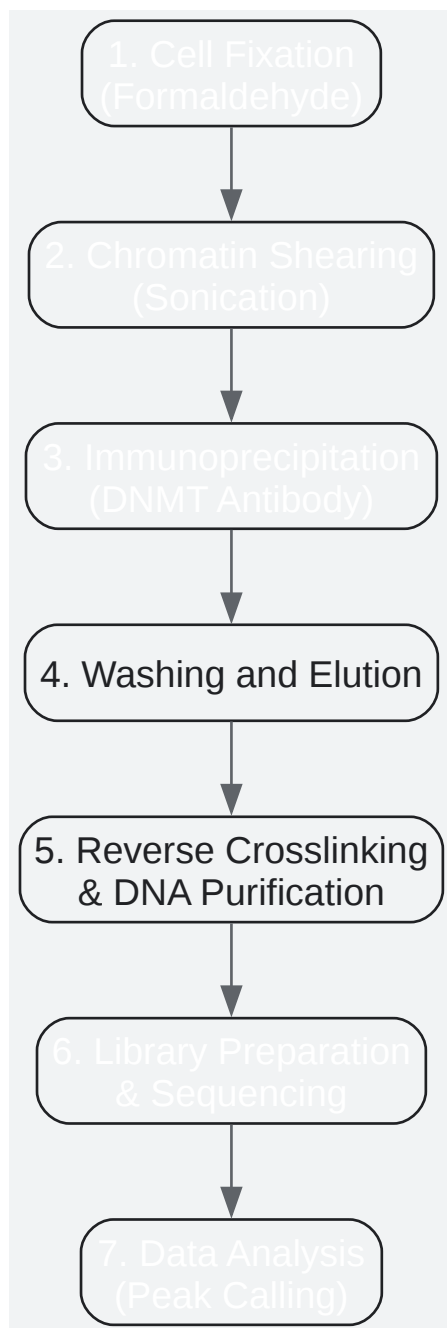 1. Cell Fixation
(Formaldehyde)
2. Chromatin Shearing
(Sonication)
3. Immunoprecipitation
(DNMT Antibody)
4. Washing and Elution
5. Reverse Crosslinking
& DNA Purification
6. Library Preparation
& Sequencing
7. Data Analysis
(Peak Calling)